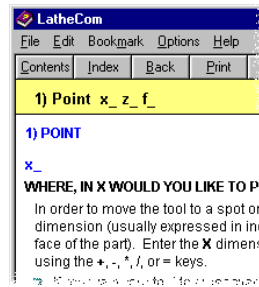 LatheCom
File Edit Bookmark Options Help
Contents Index Back Print
1) Point x_ z_ f_
1) POINT
x_
WHERE, IN X WOULD YOU LIKE TO P
In order to move the tool to a spot or
dimension (usually expressed in in
face of the part). Enter the X dimens
using the +, -, *, /, or = keys.